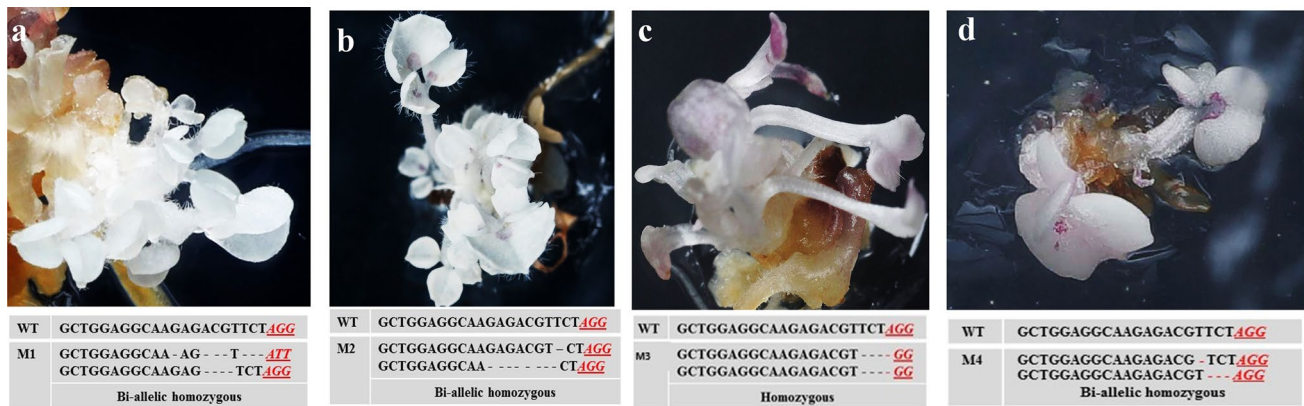 a
b
c
d
WT GCTGGAGGCAAGAGACGTTCTAGG
M1 GCTGGAGGCAA-AG---T---ATT
GCTGGAGGCAAGAG----TCTAGG
Bi-allelic homozygous
WT GCTGGAGGCAAGAGACGTTCTAGG
M2 GCTGGAGGCAAGAGACGT–CTAGG
GCTGGAGGCAA- - - - - - - -CTAGG
Bi-allelic homozygous
WT GCTGGAGGCAAGAGACGTTCTAGG
M3 GCTGGAGGCAAGAGACGT----GG
GCTGGAGGCAAGAGACGT----GG
Homozygous
WT GCTGGAGGCAAGAGACGTTCTAGG
M4 GCTGGAGGCAAGAGACG-TCTAGG
GCTGGAGGCAAGAGACGT---AGG
Bi-allelic homozygous